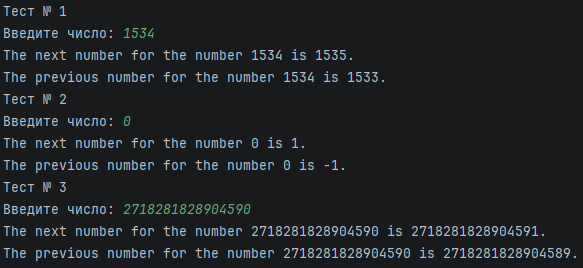 Тест № 1
Введите число: 1534
The next number for the number 1534 is 1535.
The previous number for the number 1534 is 1533.
Тест № 2
Введите число: 0
The next number for the number 0 is 1.
The previous number for the number 0 is -1.
Тест № 3
Введите число: 2718281828904590
The next number for the number 2718281828904590 is 2718281828904591.
The previous number for the number 2718281828904590 is 2718281828904589.